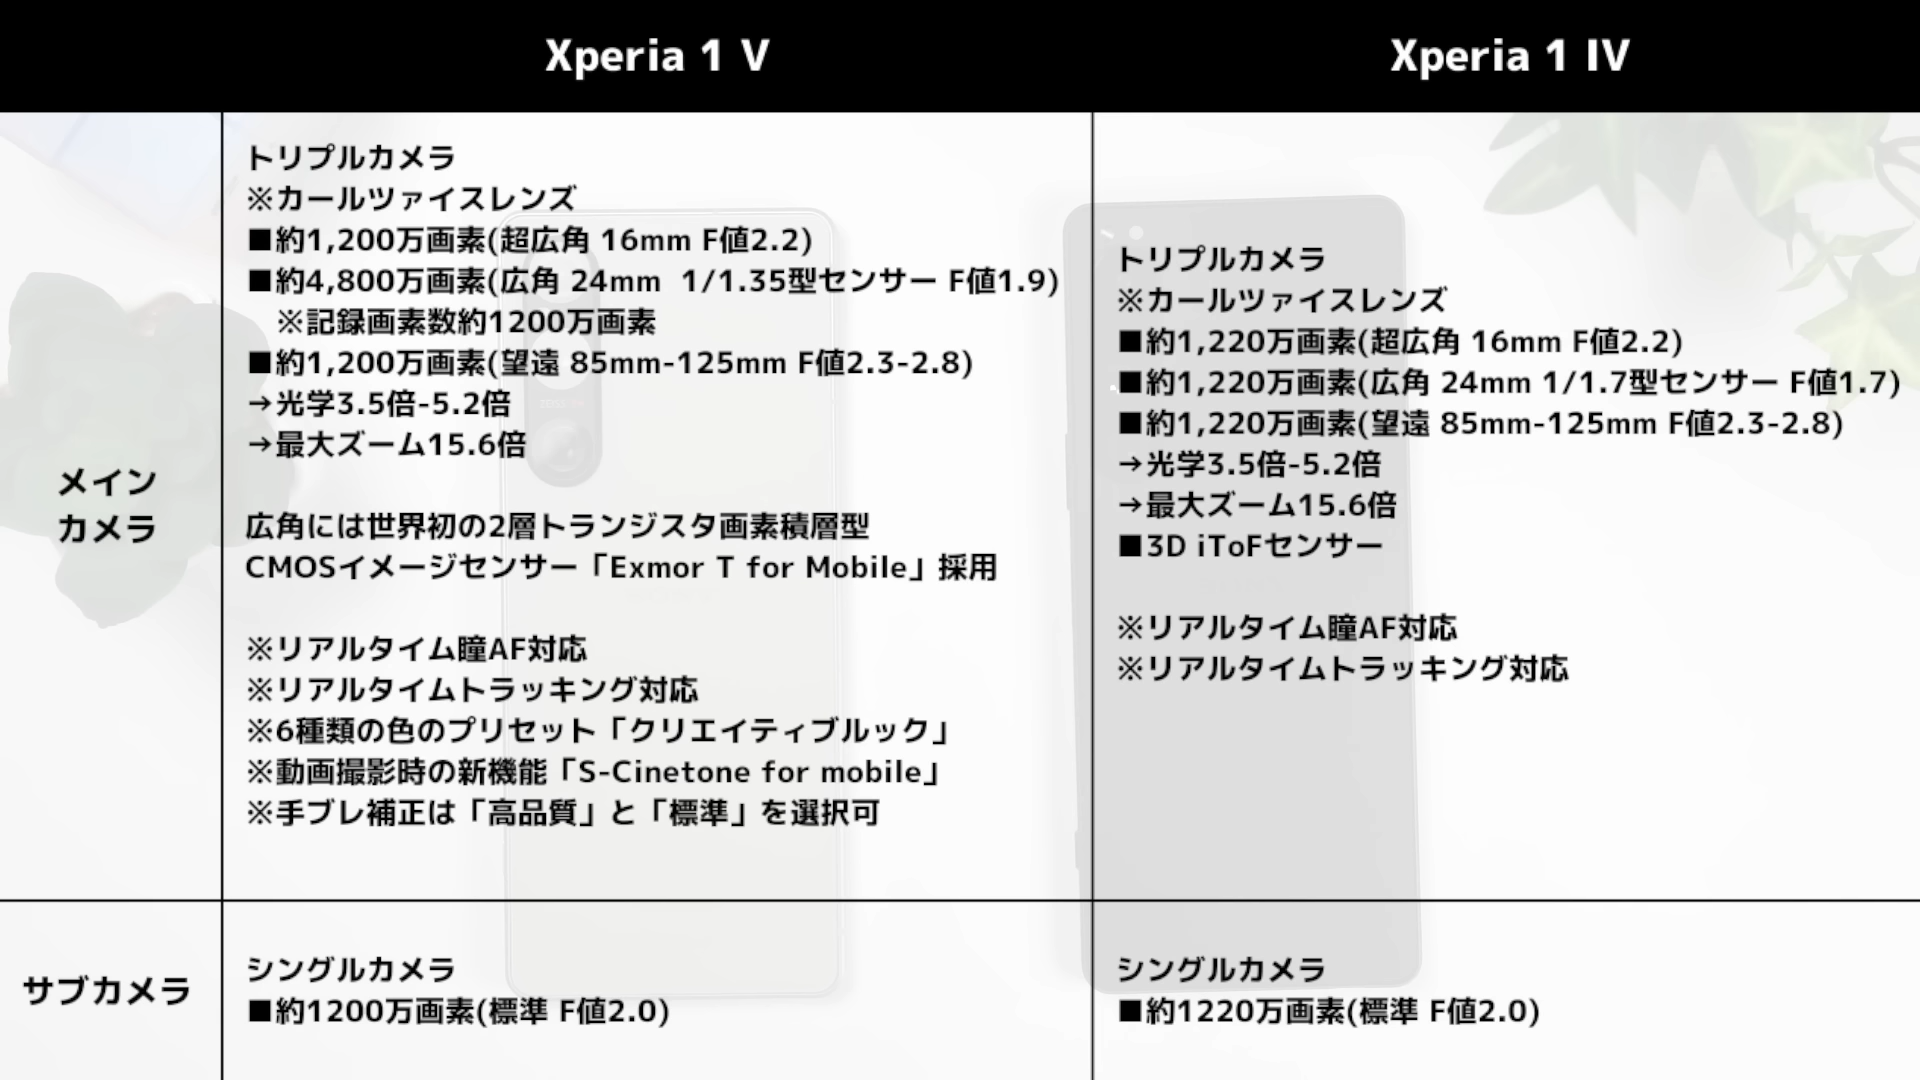 Xperia 1 V
Xperia 1 IV
メイン
カメラ
トリプルカメラ
※カールツァイスレンズ
■約1,200万画素(超広角 16mm F値2.2)
■約4,800万画素(広角 24mm 1/1.35型センサー F値1.9)
※記録画素数約1200万画素
■約1,200万画素(望遠 85mm-125mm F値2.3-2.8)
→光学3.5倍-5.2倍
→最大ズーム15.6倍
広角には世界初の2層トランジスタ画素積層型
CMOSイメージセンサー「Exmor T for Mobile」採用
※リアルタイム瞳AF対応
※リアルタイムトラッキング対応
※6種類の色のプリセット「クリエイティブルック」
※動画撮影時の新機能「S-Cinetone for mobile」
※手ブレ補正は「高品質」と「標準」を選択可
トリプルカメラ
※カールツァイスレンズ
■約1,220万画素(超広角 16mm F値2.2)
■約1,220万画素(広角 24mm 1/1.7型センサー F値1.7)
■約1,220万画素(望遠 85mm-125mm F値2.3-2.8)
→光学3.5倍-5.2倍
→最大ズーム15.6倍
■3D iToFセンサー
※リアルタイム瞳AF対応
※リアルタイムトラッキング対応
サブカメラ
シングルカメラ
■約1200万画素(標準 F値2.0)
シングルカメラ
■約1220万画素(標準 F値2.0)